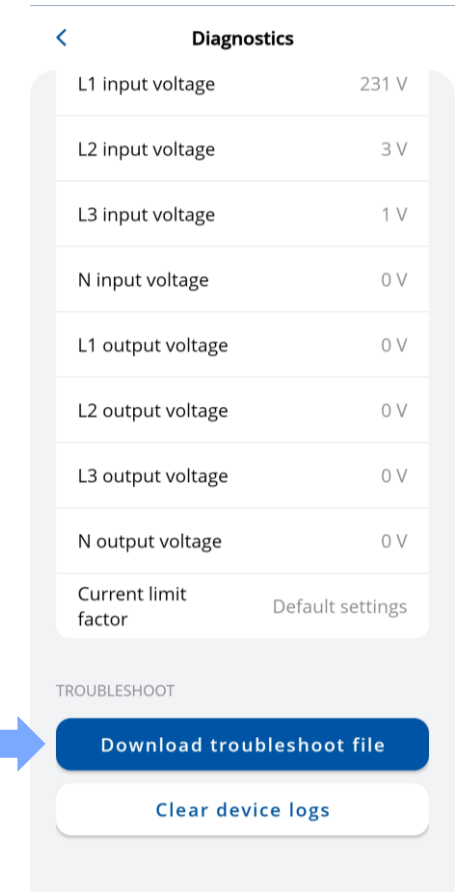 Diagnostics
L1 input voltage 231 V
L2 input voltage 3 V
L3 input voltage 1 V
N input voltage 0 V
L1 output voltage 0 V
L2 output voltage 0 V
L3 output voltage 0 V
N output voltage 0 V
Current limit
factor Default settings
TROUBLESHOOT
Download troubleshoot file
Clear device logs